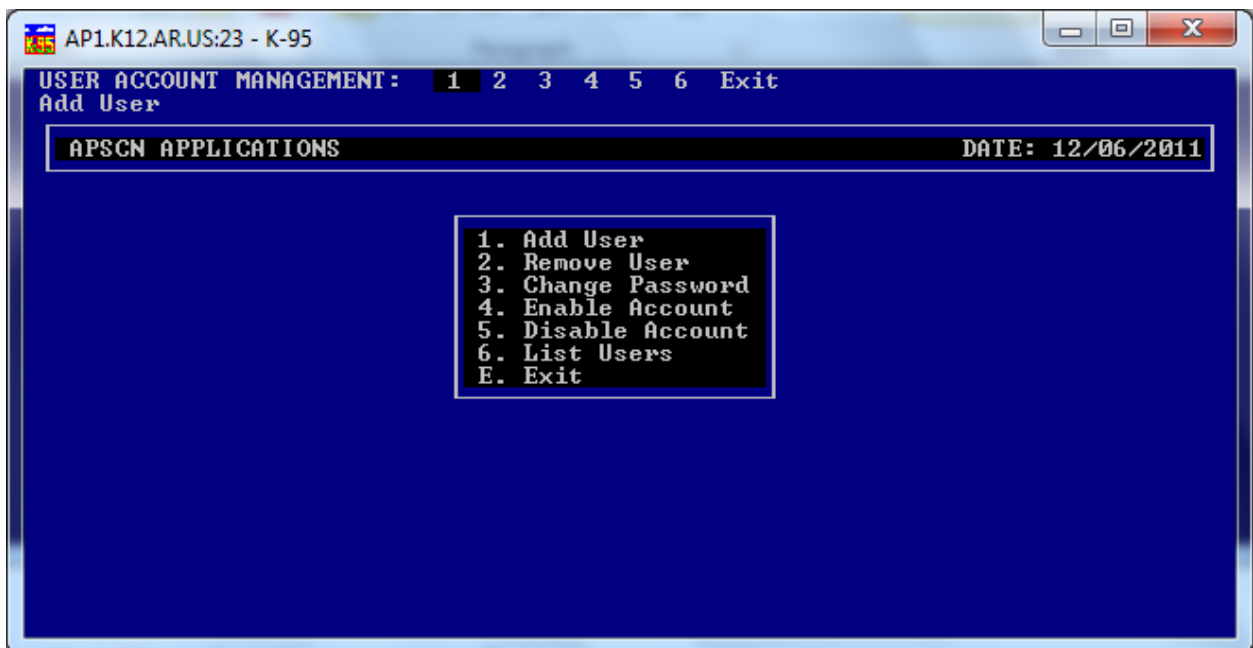 K95 AP1.K12.AR.US:23 - K-95
USER ACCOUNT MANAGEMENT: 1 2 3 4 5 6 Exit
Add User
APSCN APPLICATIONS DATE: 12/06/2011
1. Add User
2. Remove User
3. Change Password
4. Enable Account
5. Disable Account
6. List Users
E. Exit